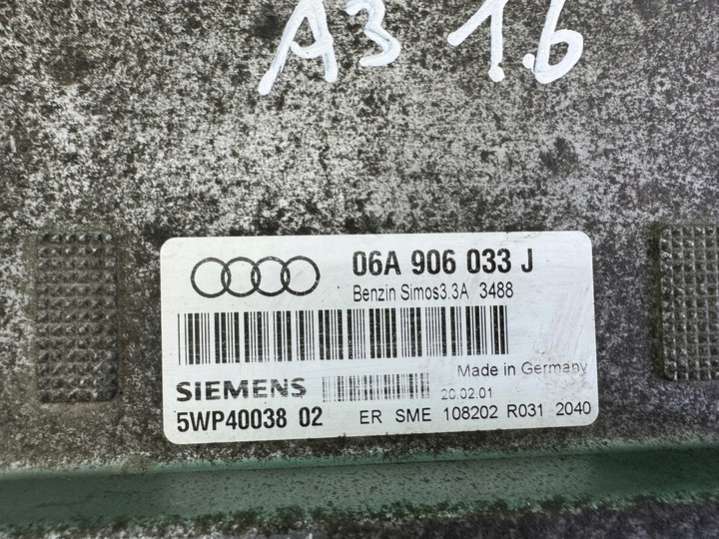 A3 1.6
06A 906 033 J
Benzin Simos3.3A 3488
Made in Germany
SIEMENS
20.02.01
5WP40038 02
ER SME 108202 R031 2040